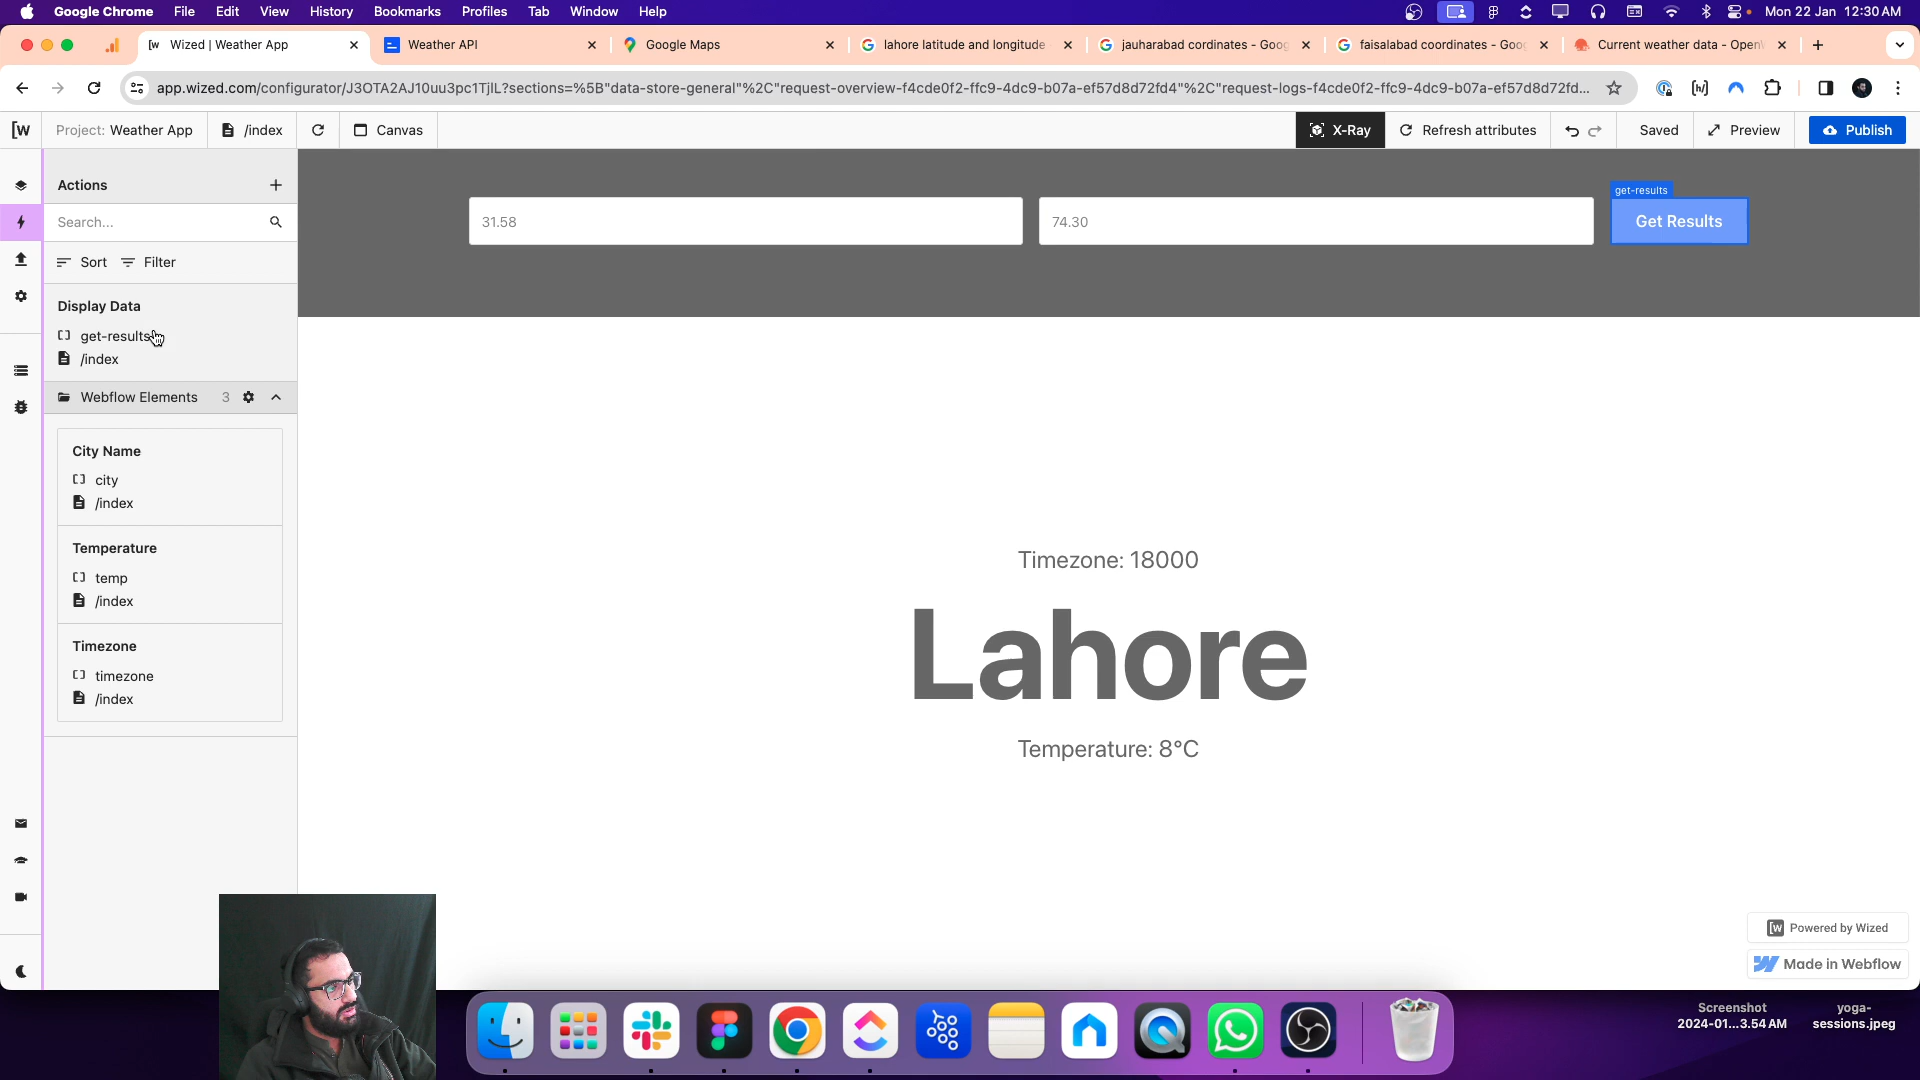 Google Chrome File Edit View History Bookmarks Profiles Tab Window Help Mon 22 Jan 12:30 AM
Wized | Weather App Weather API Google Maps lahore latitude and longitude jauharabad cordinates - Goog faisalabad coordinates - Goo Current weather data - Open
app.wized.com/configurator/J3OTA2AJ10uu3pc1TjlL?sections=%5B"data-store-general"%2C"request-overview-f4cde0f2-ffc9-4dc9-b07a-ef57d8d72fd4"%2C"request-logs-f4cde0f2-ffc9-4dc9-b07a-ef57d8d72fd...
[w Project: Weather App /index Canvas X-Ray Refresh attributes Saved Preview Publish
Actions
Search...
Sort Filter
Display Data
get-results
/index
Webflow Elements 3
City Name
city
/index
Temperature
temp
/index
Timezone
timezone
/index
31.58
74.30
get-results
Get Results
Timezone: 18000
Lahore
Temperature: 8°C
Powered by Wized
Made in Webflow
Screenshot
2024-01...3.54 AM
yoga-
sessions.jpeg